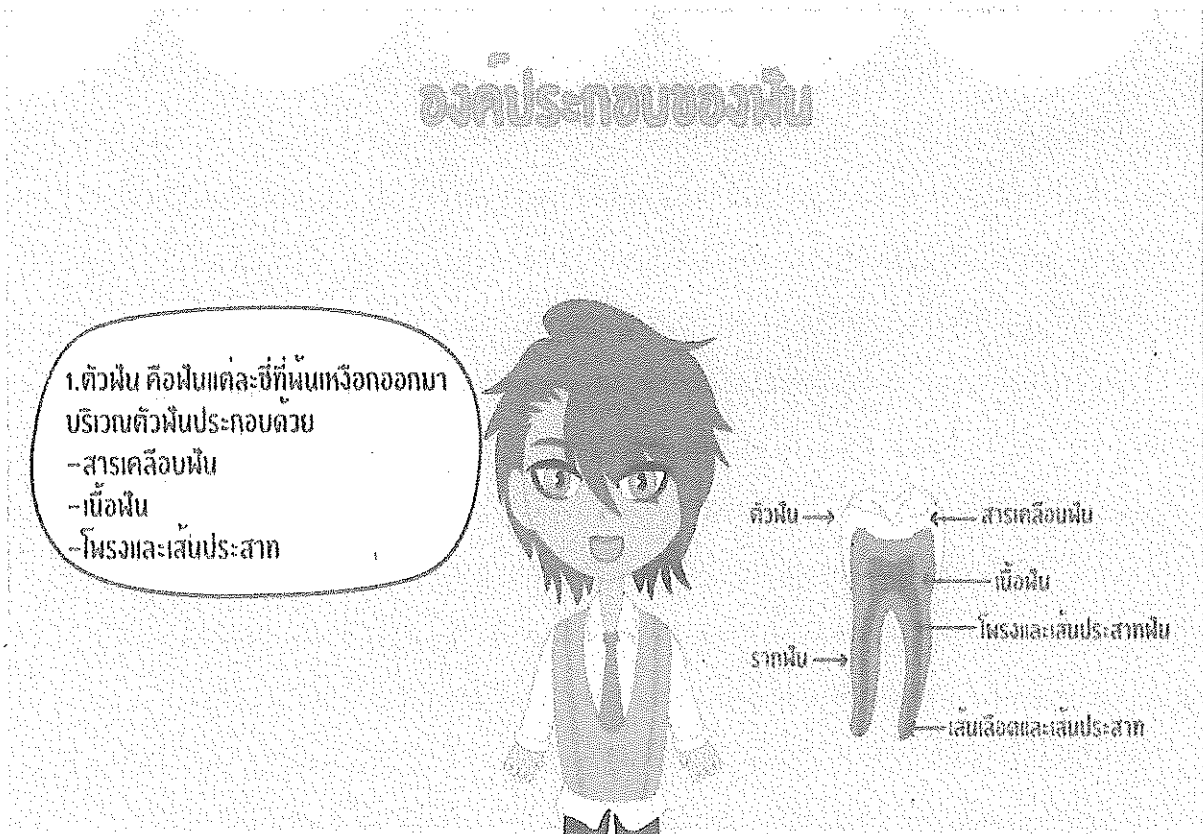 องค์ประกอบของฟัน
1.ตัวฟัน คือฟันแต่ละซี่ที่พ้นเหงือกออกมา
บริเวณตัวฟันประกอบด้วย
-สารเคลือบฟัน
-เนื้อฟัน
-โพรงและเส้นประสาท
ตัวฟัน
สารเคลือบฟัน
เนื้อฟัน
โพรงและเส้นประสาทฟัน
รากฟัน
เส้นเลือดและเส้นประสาท